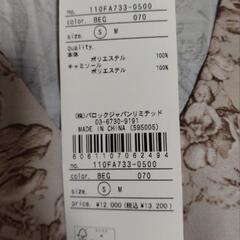 no. 110FA733-0500
color. BEG 070
size. S M
quality.
本体
ポリエステル 100%
キャミソール
ポリエステル 100%
(株)バロックジャパンリミテッド
03-6730-9191
MADE IN CHINA (595005)
6061107062494
no. 110FA733-0500
color. BEG 070
size. S M
price. ¥12,000 (税込¥13,200)